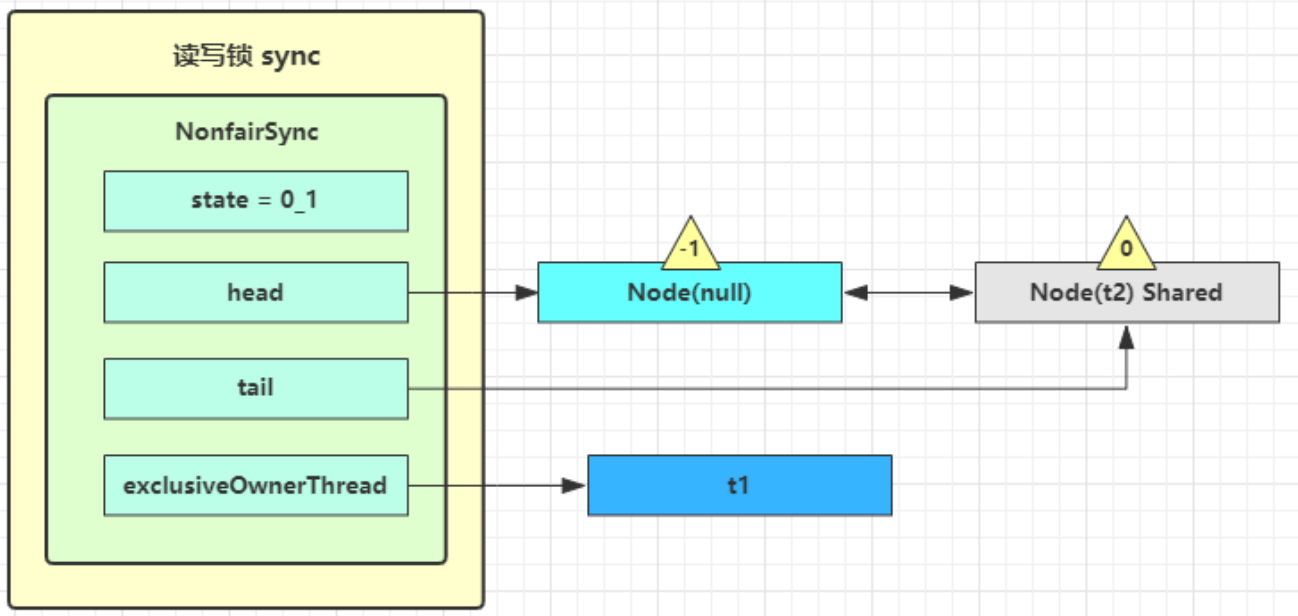 读写锁 sync
NonfairSync
state = 0_1
head
tail
exclusiveOwnerThread
-1
Node(null)
0
Node(t2) Shared
t1